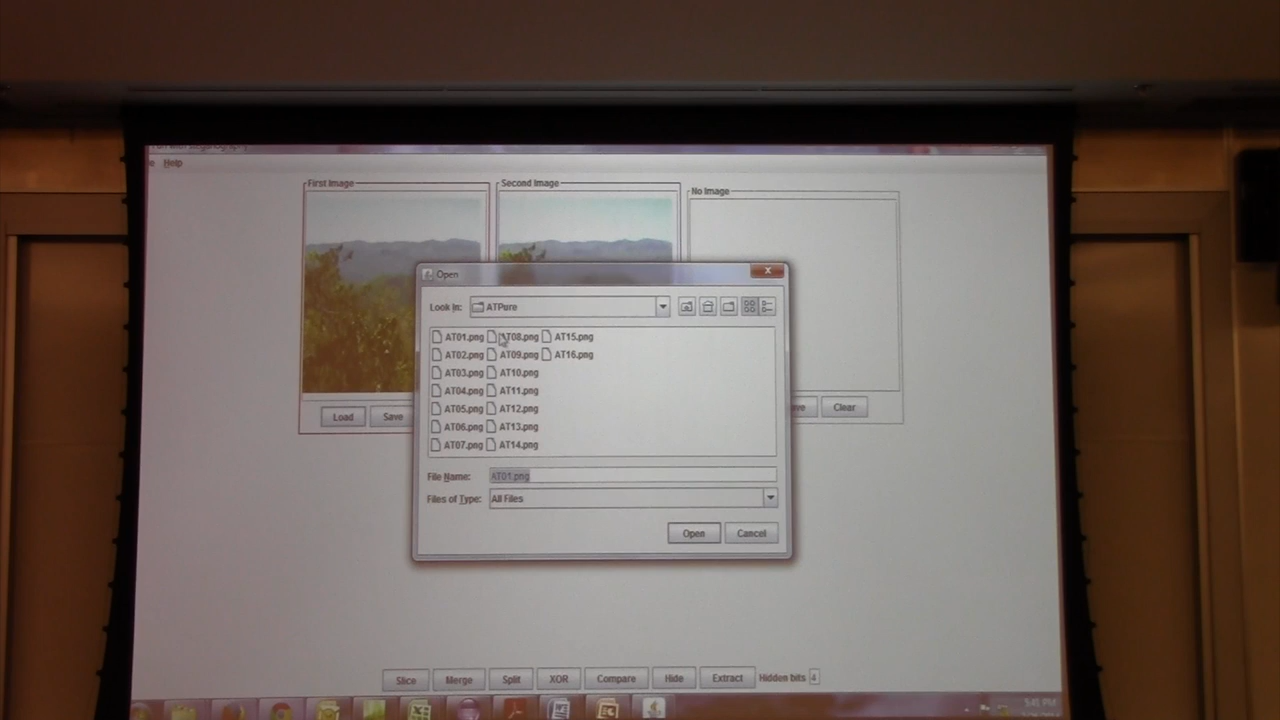 Help
First Image
Second Image
No Image
Open
Look In: ATPure
AT01.png AT08.png AT15.png
AT02.png AT09.png AT16.png
AT03.png AT10.png
AT04.png AT11.png
AT05.png AT12.png
AT06.png AT13.png
AT07.png AT14.png
Load Save
Clear
File Name: AT01.png
Files of Type: All Files
Open Cancel
Slice Merge Split XOR Compare Hide Extract Hidden bits 4
5:45 PM